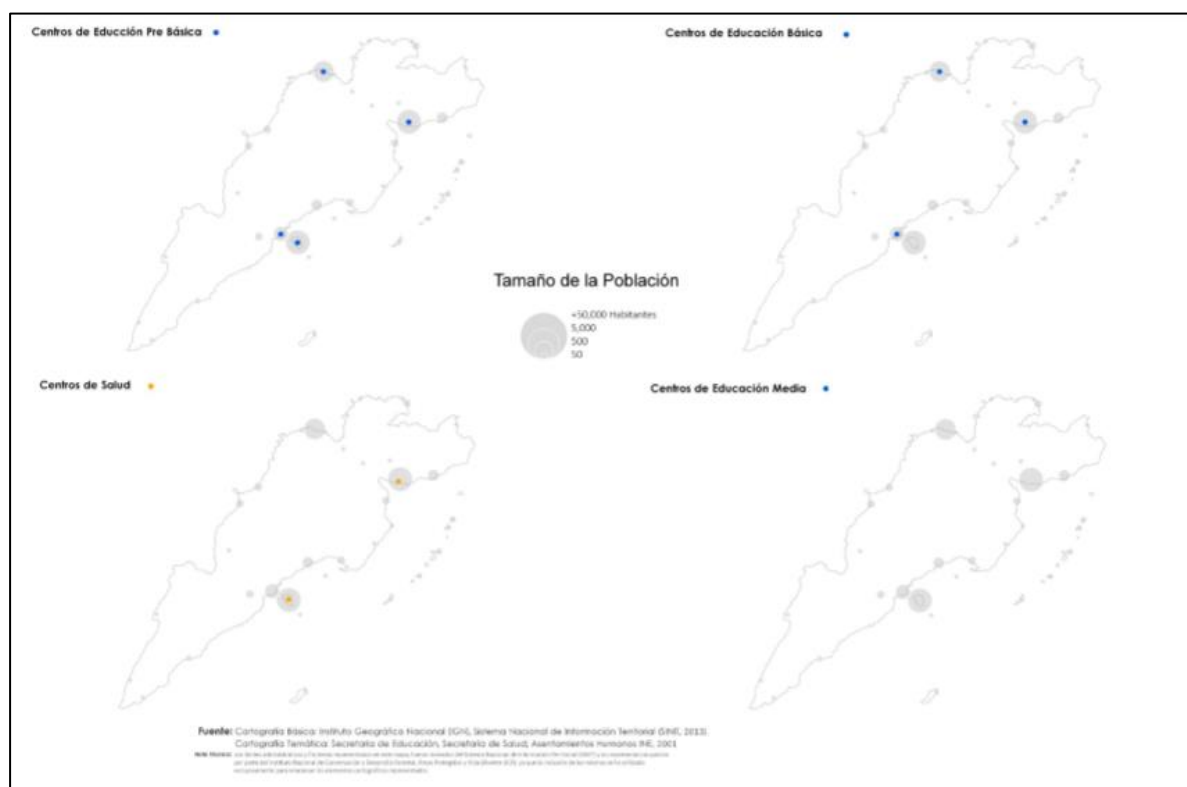 Centros de Educción Pre Básica
Centros de Educación Básica
Tamaño de la Población
+50,000 Habitantes
5,000
500
50
Centros de Salud
Centros de Educación Media
Fuente: Cartografía Básica: Instituto Geográfico Nacional (IGN), Sistema Nacional de Información Territorial (SINIT, 2013).
Cartografía Temática: Secretaría de Educación, Secretaría de Salud; Asentamientos Humanos INE, 2001
Nota Técnica: